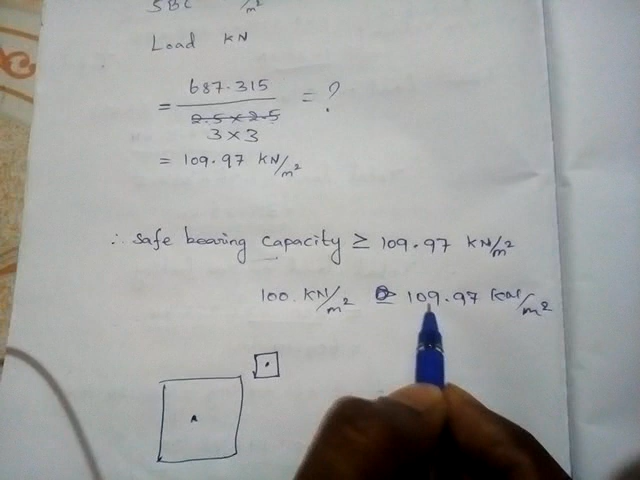 SBC /m²
Load KN
= 687.315 / 2.5 x 2.5 = ?
3 x 3
= 109.97 KN/m²
∴ Safe bearing capacity ≥ 109.97 KN/m²
100. KN/m² 109.97 KN/m²